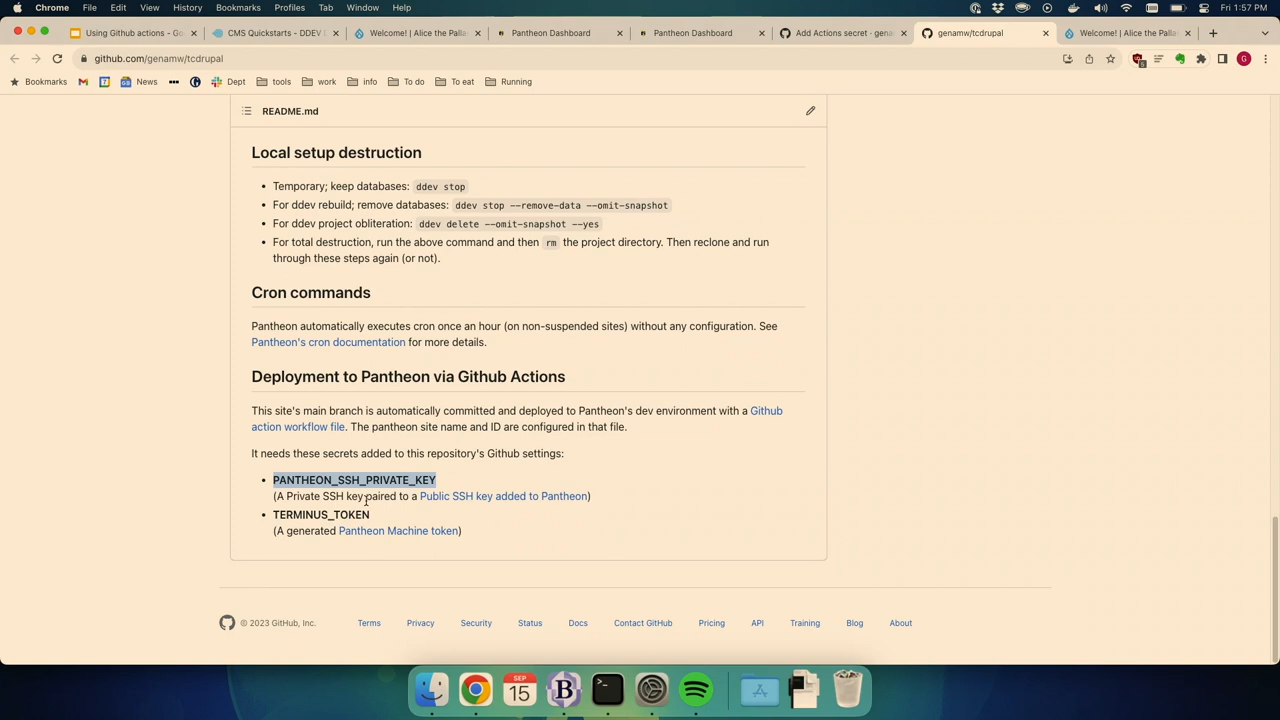 Chrome File Edit View History Bookmarks Profiles Tab Window Help Fri 1:57 PM
Using Github actions - Go CMS Quickstarts - DDEV Welcome! | Alice the Palla Pantheon Dashboard Pantheon Dashboard Add Actions secret · gena genamw/tcdrupal Welcome! | Alice the Palla
github.com/genamw/tcdrupal
5
G
Bookmarks News Dept tools work info To do To eat Running
README.md
Local setup destruction
• Temporary; keep databases: ddev stop
• For ddev rebuild; remove databases: ddev stop --remove-data --omit-snapshot
• For ddev project obliteration: ddev delete --omit-snapshot --yes
• For total destruction, run the above command and then rm the project directory. Then reclone and run
through these steps again (or not).
Cron commands
Pantheon automatically executes cron once an hour (on non-suspended sites) without any configuration. See
Pantheon's cron documentation for more details.
Deployment to Pantheon via Github Actions
This site's main branch is automatically committed and deployed to Pantheon's dev environment with a Github
action workflow file. The pantheon site name and ID are configured in that file.
It needs these secrets added to this repository's Github settings:
• PANTHEON_SSH_PRIVATE_KEY
(A Private SSH key paired to a Public SSH key added to Pantheon)
• TERMINUS_TOKEN
(A generated Pantheon Machine token)
© 2023 GitHub, Inc. Terms Privacy Security Status Docs Contact GitHub Pricing API Training Blog About
SEP
15
B
>_